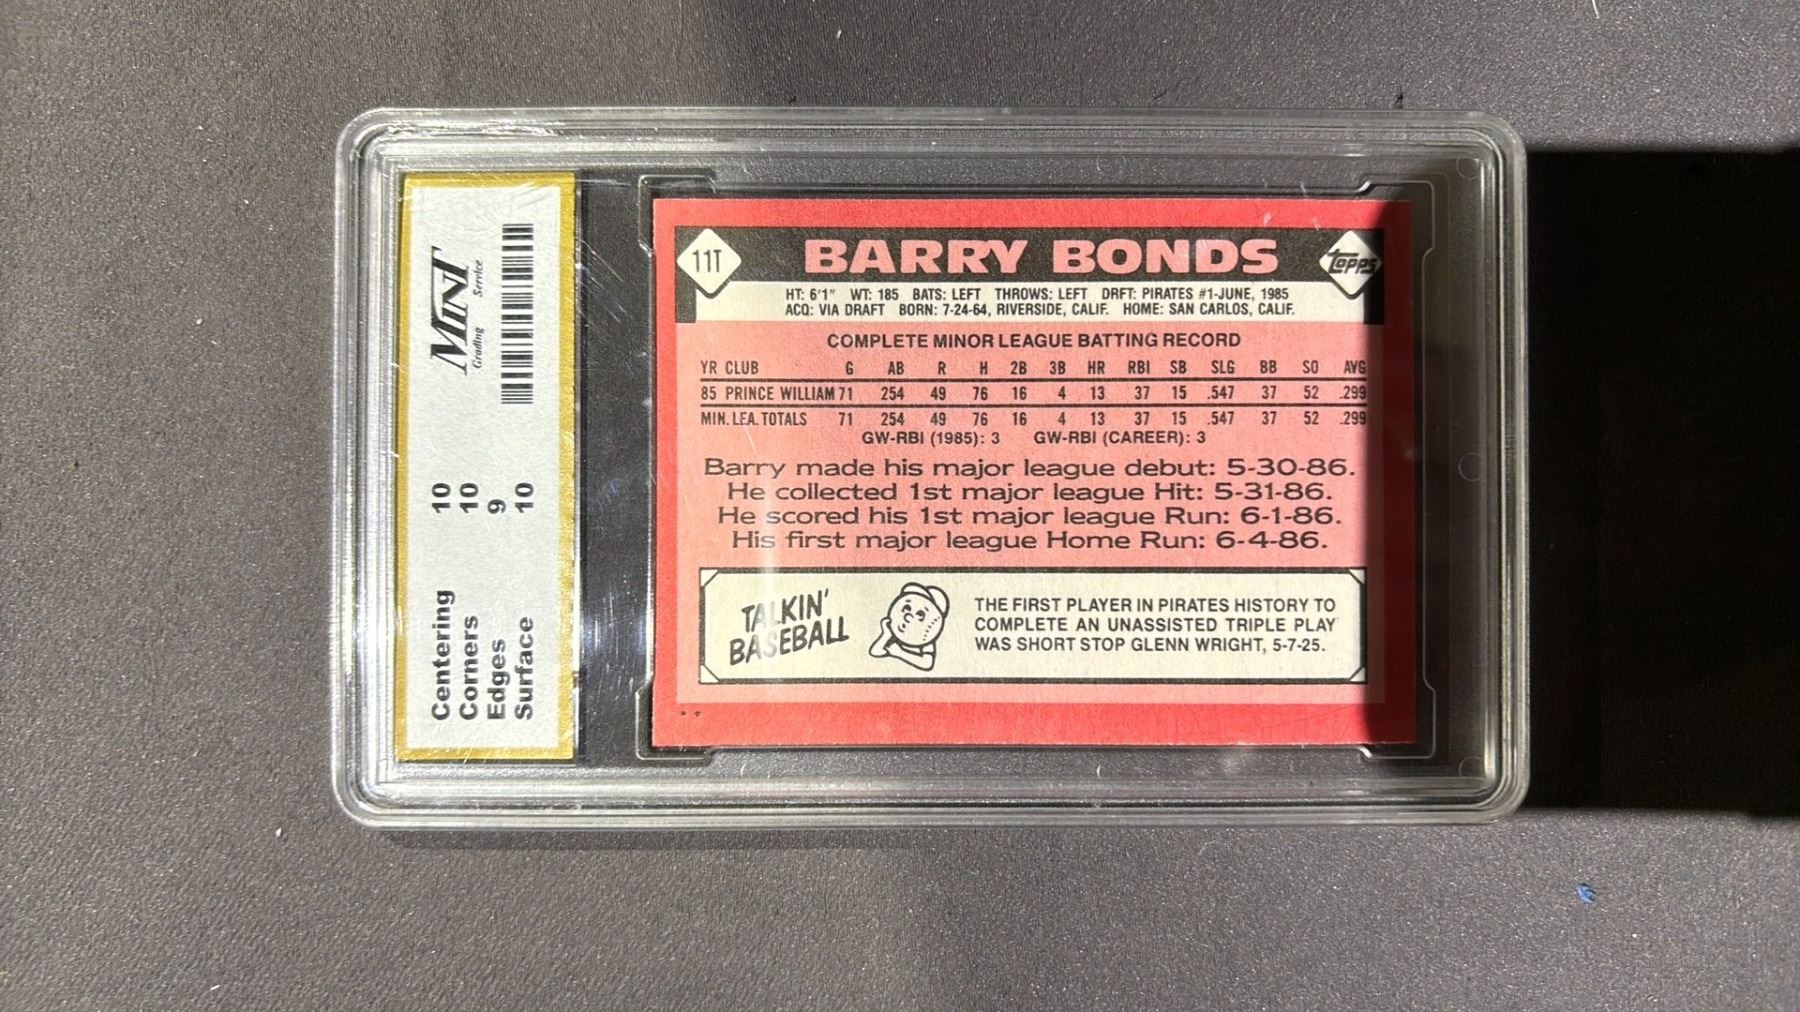 MINT
Grading Service
Centering 10
Corners 10
Edges 9
Surface 10
11T
BARRY BONDS
topps
HT: 6'1" WT: 185 BATS: LEFT THROWS: LEFT DRFT: PIRATES #1-JUNE, 1985
ACQ: VIA DRAFT BORN: 7-24-64, RIVERSIDE, CALIF. HOME: SAN CARLOS, CALIF.
COMPLETE MINOR LEAGUE BATTING RECORD
YR CLUB G AB R H 2B 3B HR RBI SB SLG BB SO AVG
85 PRINCE WILLIAM 71 254 49 76 16 4 13 37 15 .547 37 52 .299
MIN. LEA. TOTALS 71 254 49 76 16 4 13 37 15 .547 37 52 .299
GW-RBI (1985): 3 GW-RBI (CAREER): 3
Barry made his major league debut: 5-30-86.
He collected 1st major league Hit: 5-31-86.
He scored his 1st major league Run: 6-1-86.
His first major league Home Run: 6-4-86.
TALKIN'
BASEBALL
THE FIRST PLAYER IN PIRATES HISTORY TO
COMPLETE AN UNASSISTED TRIPLE PLAY
WAS SHORT STOP GLENN WRIGHT, 5-7-25.